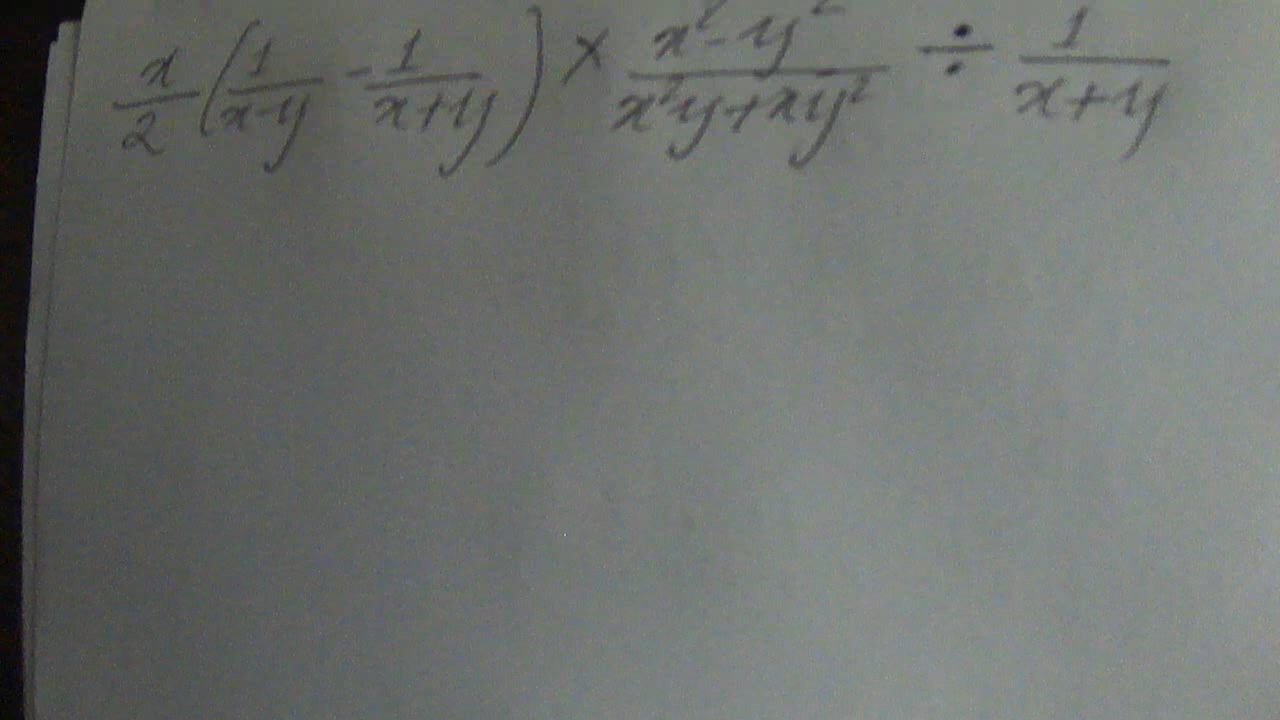 x/2 (1/x-y - 1/x+y) × x²-y²/x²y+xy² ÷ 1/x+y